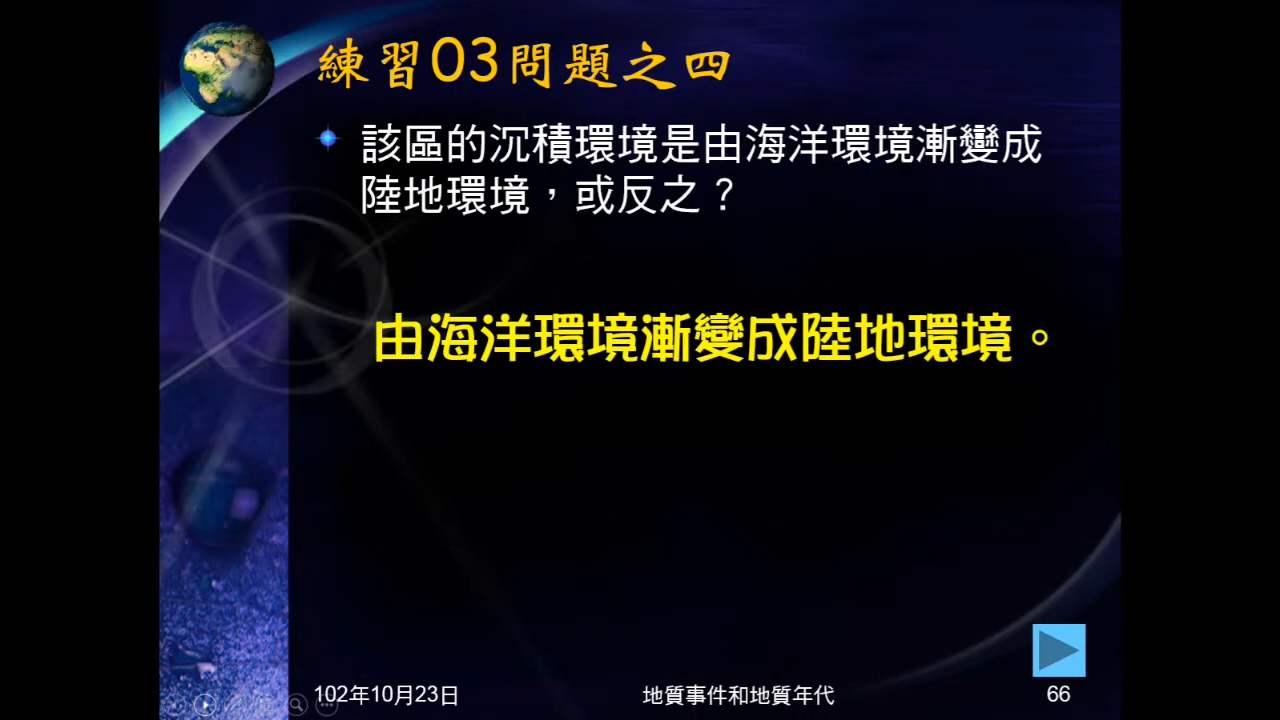 練習03問題之四
該區的沉積環境是由海洋環境漸變成
陸地環境，或反之？
由海洋環境漸變成陸地環境。
102年10月23日
地質事件和地質年代
66